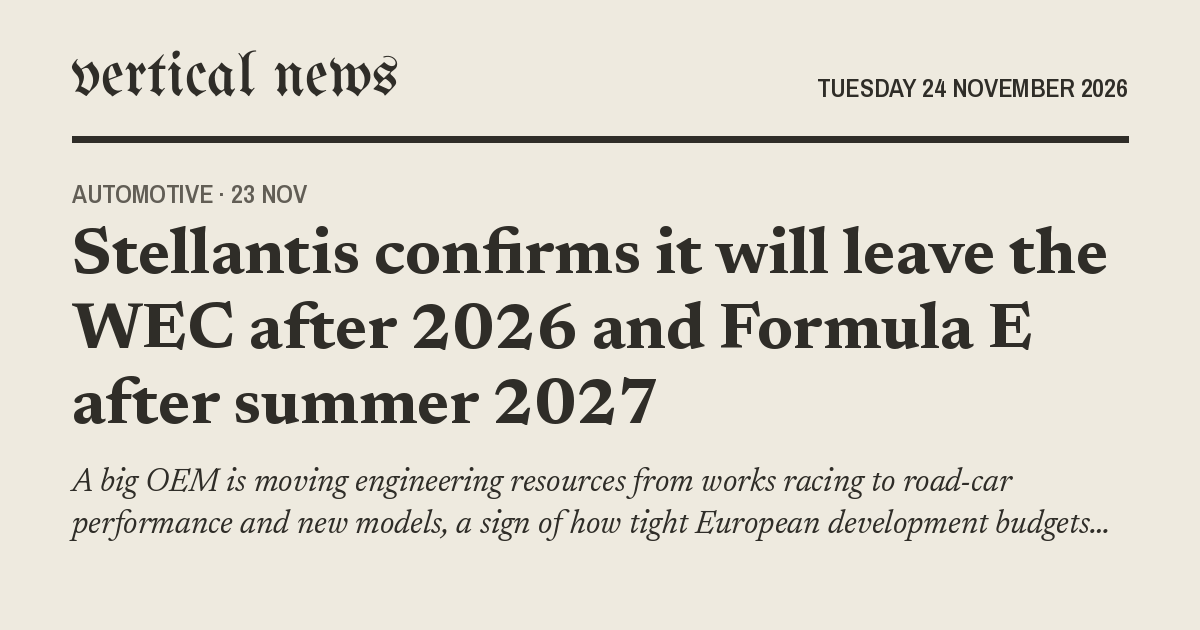 vertical news
TUESDAY 24 NOVEMBER 2026
AUTOMOTIVE · 23 NOV
Stellantis confirms it will leave the
WEC after 2026 and Formula E
after summer 2027
A big OEM is moving engineering resources from works racing to road-car
performance and new models, a sign of how tight European development budgets...